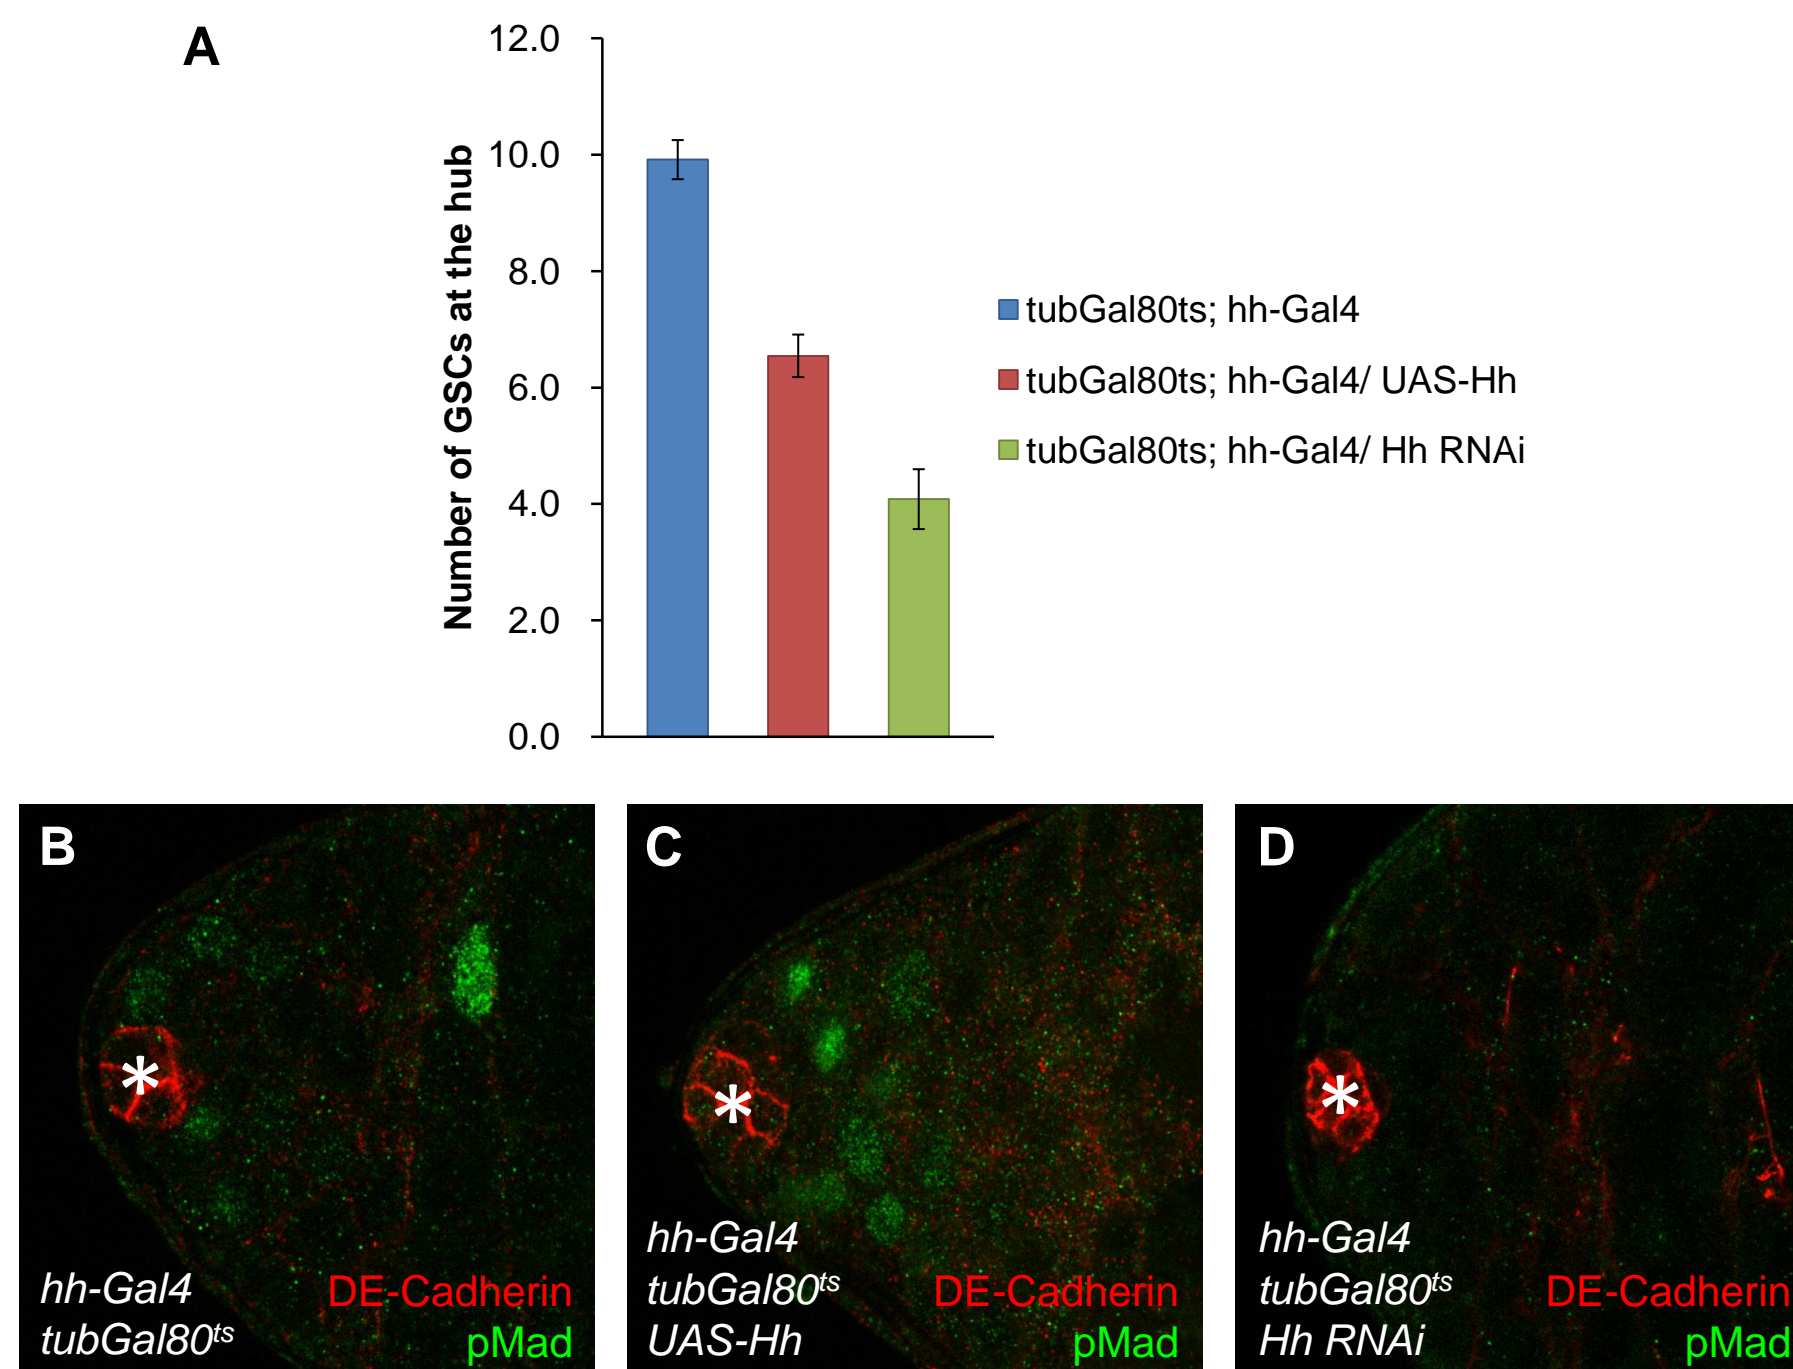 A
Number of GSCs at the hub
12.0
10.0
8.0
6.0
4.0
2.0
0.0
tubGal80ts; hh-Gal4
tubGal80ts; hh-Gal4/ UAS-Hh
tubGal80ts; hh-Gal4/ Hh RNAi
B
*
hh-Gal4
tubGal80ts
DE-Cadherin
pMad
C
*
hh-Gal4
tubGal80ts
UAS-Hh
DE-Cadherin
pMad
D
*
hh-Gal4
tubGal80ts
Hh RNAi
DE-Cadherin
pMad